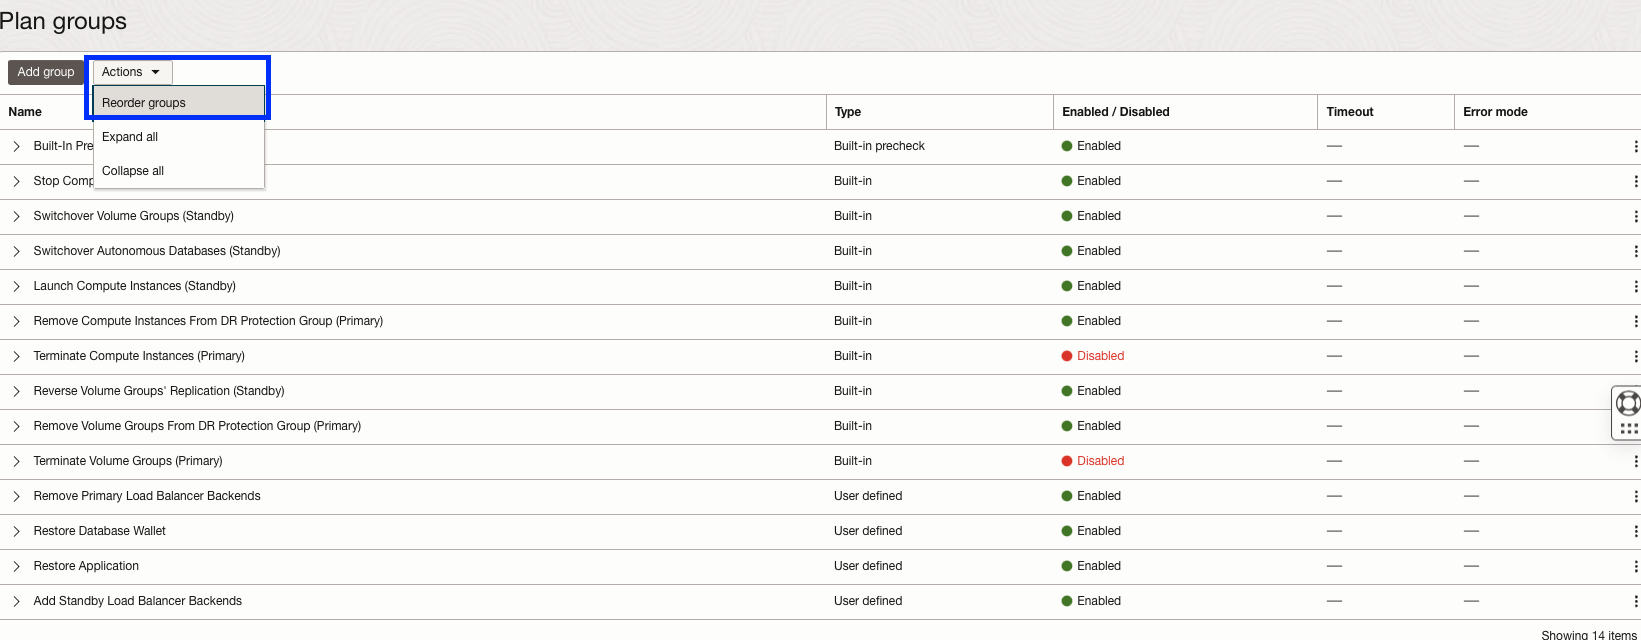 Plan groups
Add group Actions
Reorder groups
Expand all
Collapse all
Name Type Enabled / Disabled Timeout Error mode
Built-In Pre Built-in precheck Enabled — —
Stop Comp Built-in Enabled — —
Switchover Volume Groups (Standby) Built-in Enabled — —
Switchover Autonomous Databases (Standby) Built-in Enabled — —
Launch Compute Instances (Standby) Built-in Enabled — —
Remove Compute Instances From DR Protection Group (Primary) Built-in Enabled — —
Terminate Compute Instances (Primary) Built-in Disabled — —
Reverse Volume Groups' Replication (Standby) Built-in Enabled — —
Remove Volume Groups From DR Protection Group (Primary) Built-in Enabled — —
Terminate Volume Groups (Primary) Built-in Disabled — —
Remove Primary Load Balancer Backends User defined Enabled — —
Restore Database Wallet User defined Enabled — —
Restore Application User defined Enabled — —
Add Standby Load Balancer Backends User defined Enabled — —
Showing 14 items